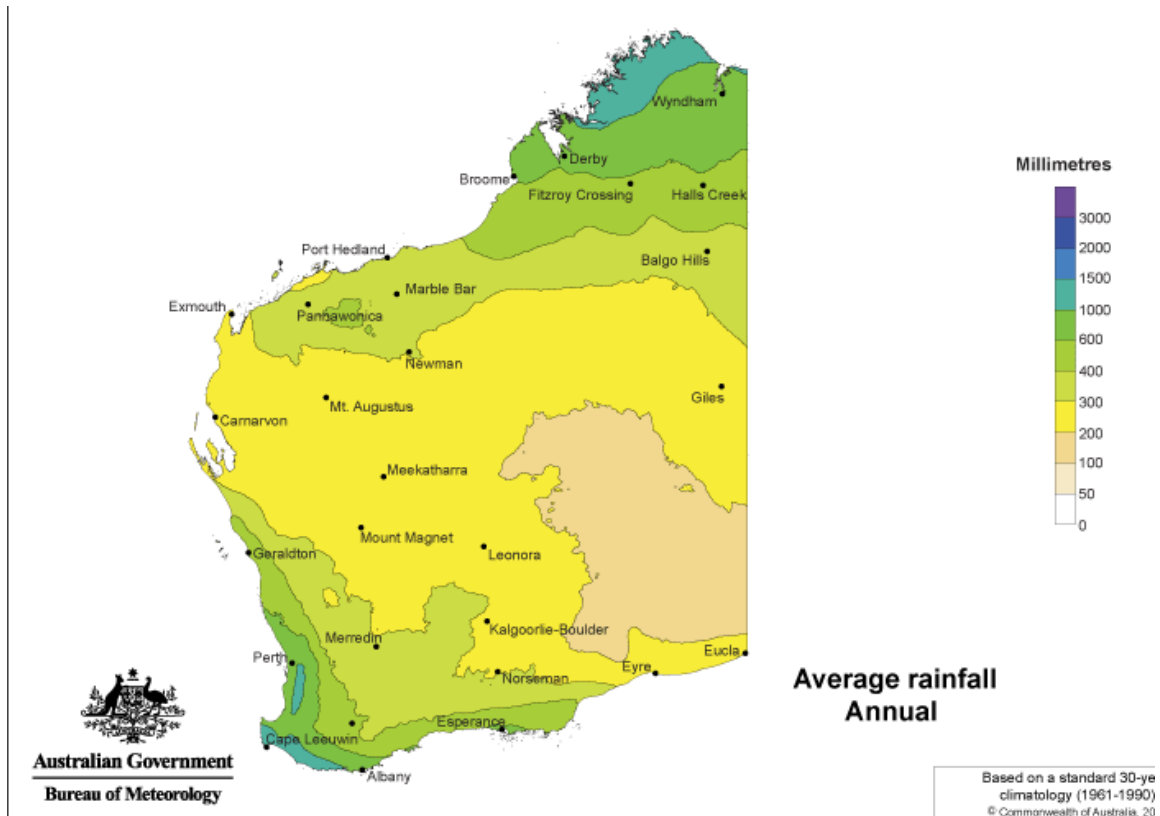 Wyndham
Derby
Broome
Fitzroy Crossing
Halls Creek
Port Hedland
Balgo Hills
Marble Bar
Exmouth
Pannawonica
Newman
Giles
Mt. Augustus
Carnarvon
Meekatharra
Mount Magnet
Leonora
Geraldton
Kalgoorlie-Boulder
Merredin
Perth
Eucla
Eyre
Norseman
Esperance
Cape Leeuwin
Albany
Millimetres
3000
2000
1500
1000
600
400
300
200
100
50
0
Average rainfall
Annual
Australian Government
Bureau of Meteorology
Based on a standard 30-ye
climatology (1961-1990)
© Commonwealth of Australia, 20